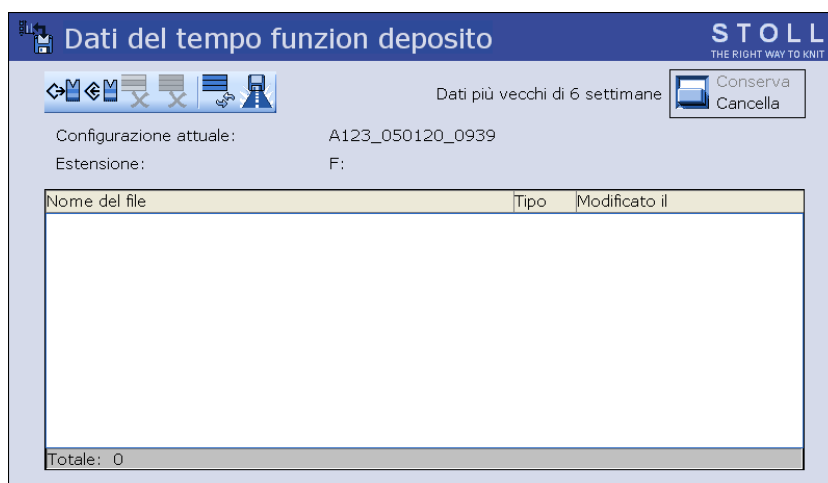 Dati del tempo funzion deposito
STOLL
THE RIGHT WAY TO KNIT
Dati più vecchi di 6 settimane
Conserva
Cancella
Configurazione attuale: A123_050120_0939
Estensione: F:
Nome del file Tipo Modificato il
Totale: 0